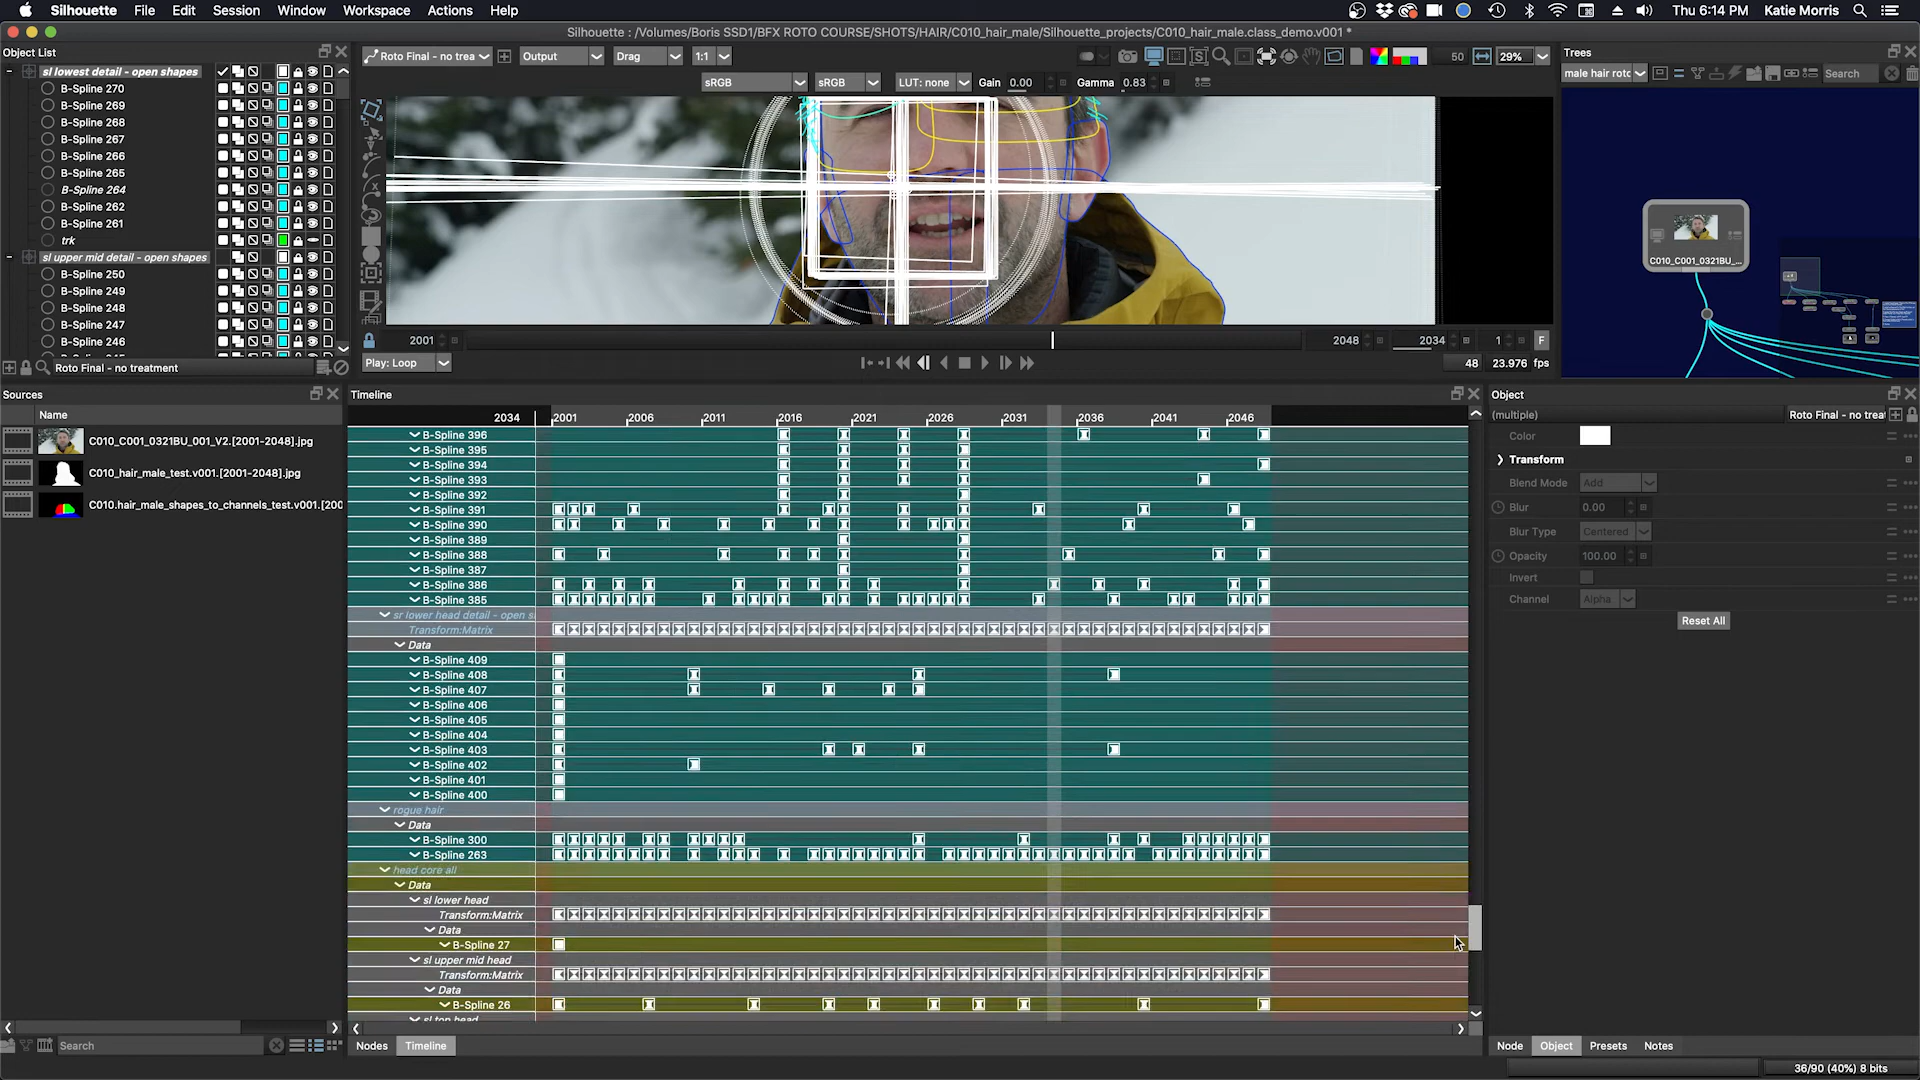 Silhouette File Edit Session Window Workspace Actions Help Thu 6:14 PM Katie Morris
Silhouette : /Volumes/Boris SSD1/BFX ROTO COURSE/SHOTS/HAIR/C010_hair_male/Silhouette_projects/C010_hair_male.class_demo.v001 *
Object List
Roto Final - no trea Output Drag 1:1 50 29%
Trees
male hair roto Search
sRGB sRGB LUT: none Gain 0.00 Gamma 0.83
sl lowest detail - open shapes
B-Spline 270
B-Spline 269
B-Spline 268
B-Spline 267
B-Spline 266
B-Spline 265
B-Spline 264
B-Spline 262
B-Spline 261
trk
sl upper mid detail - open shapes
B-Spline 250
B-Spline 249
B-Spline 248
B-Spline 247
B-Spline 246
Roto Final - no treatment
C010_C001_0321BU_...
2001 2048 2034 1 F
Play: Loop 48 23.976 fps
Sources
Name
C010_C001_0321BU_001_V2.[2001-2048].jpg
C010_hair_male_test.v001.[2001-2048].jpg
C010.hair_male_shapes_to_channels_test.v001.[200
Search
Timeline
2034 2001 2006 2011 2016 2021 2026 2031 2036 2041 2046
B-Spline 396
B-Spline 395
B-Spline 394
B-Spline 393
B-Spline 392
B-Spline 391
B-Spline 390
B-Spline 389
B-Spline 388
B-Spline 387
B-Spline 386
B-Spline 385
sr lower head detail - open s
Transform:Matrix
Data
B-Spline 409
B-Spline 408
B-Spline 407
B-Spline 406
B-Spline 405
B-Spline 404
B-Spline 403
B-Spline 402
B-Spline 401
B-Spline 400
rogue hair
Data
B-Spline 300
B-Spline 263
head core all
Data
sl lower head
Transform:Matrix
Data
B-Spline 27
sl upper mid head
Transform:Matrix
Data
B-Spline 26
sl top head
Nodes Timeline
Object
(multiple) Roto Final - no trea
Color
Transform
Blend Mode Add
Blur 0.00
Blur Type Centered
Opacity 100.00
Invert
Channel Alpha
Reset All
Node Object Presets Notes
36/90 (40%) 8 bits